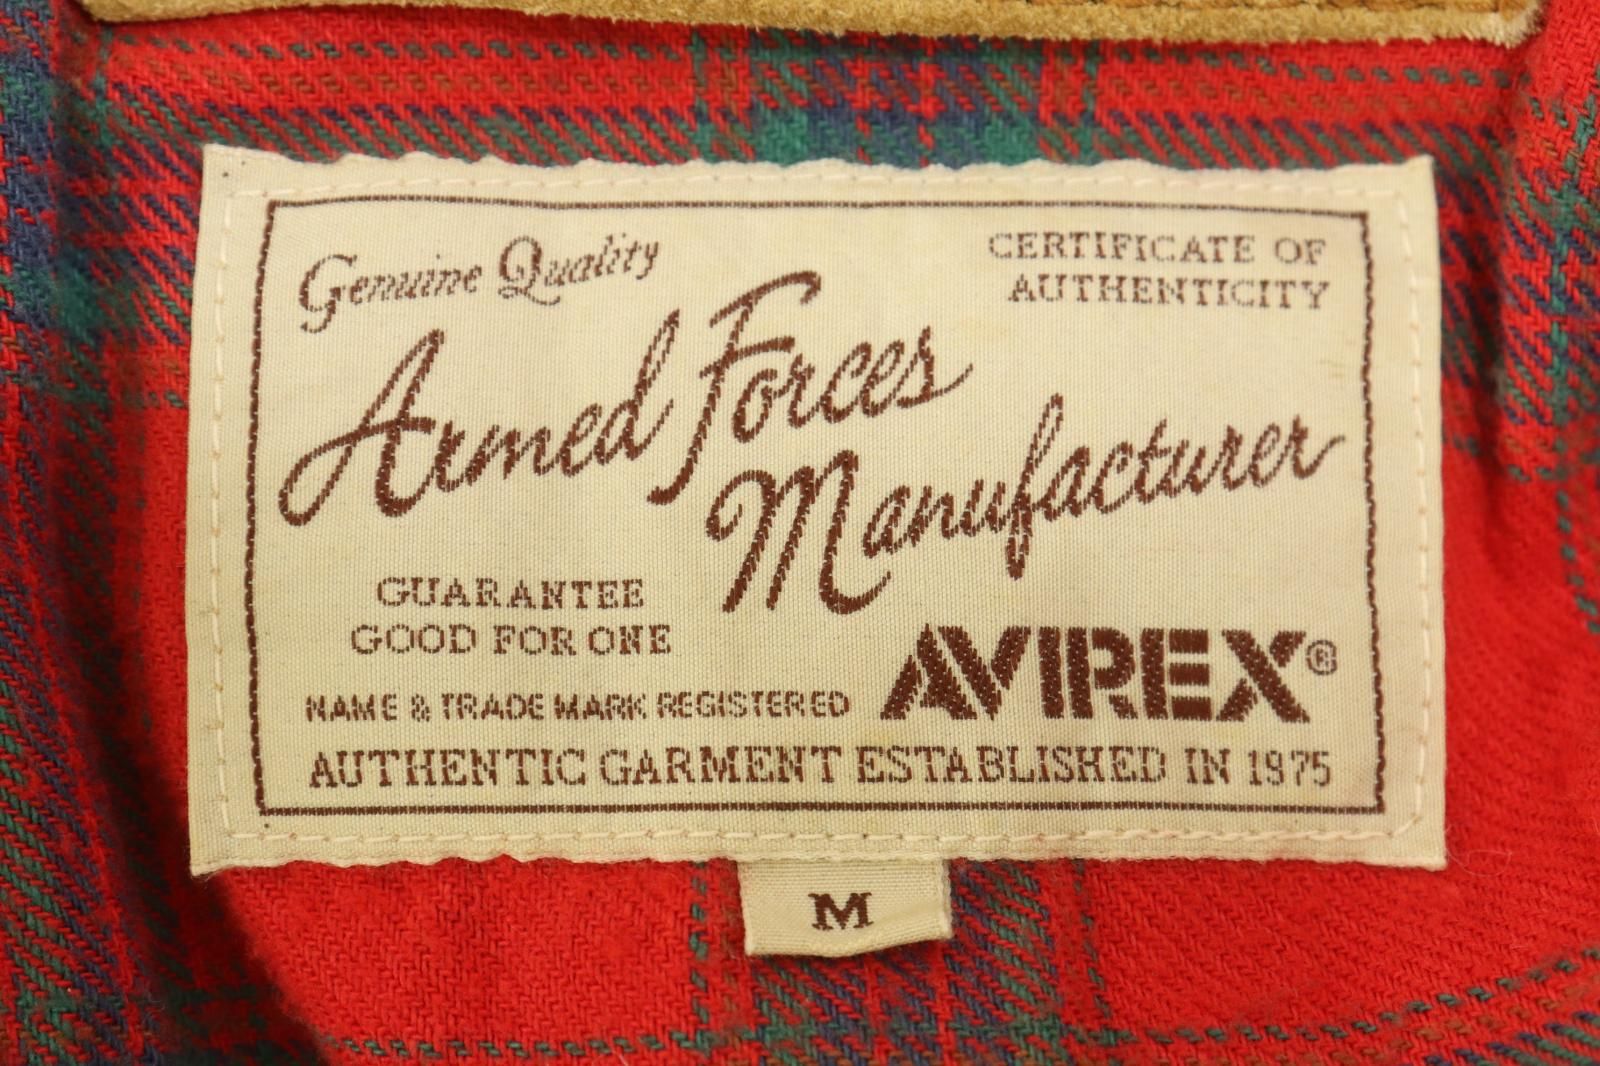 Genuine Quality
CERTIFICATE OF
AUTHENTICITY
Armed Forces
Manufacturer
GUARANTEE
GOOD FOR ONE
NAME & TRADE MARK REGISTERED
AVIREX®
AUTHENTIC GARMENT ESTABLISHED IN 1975
M